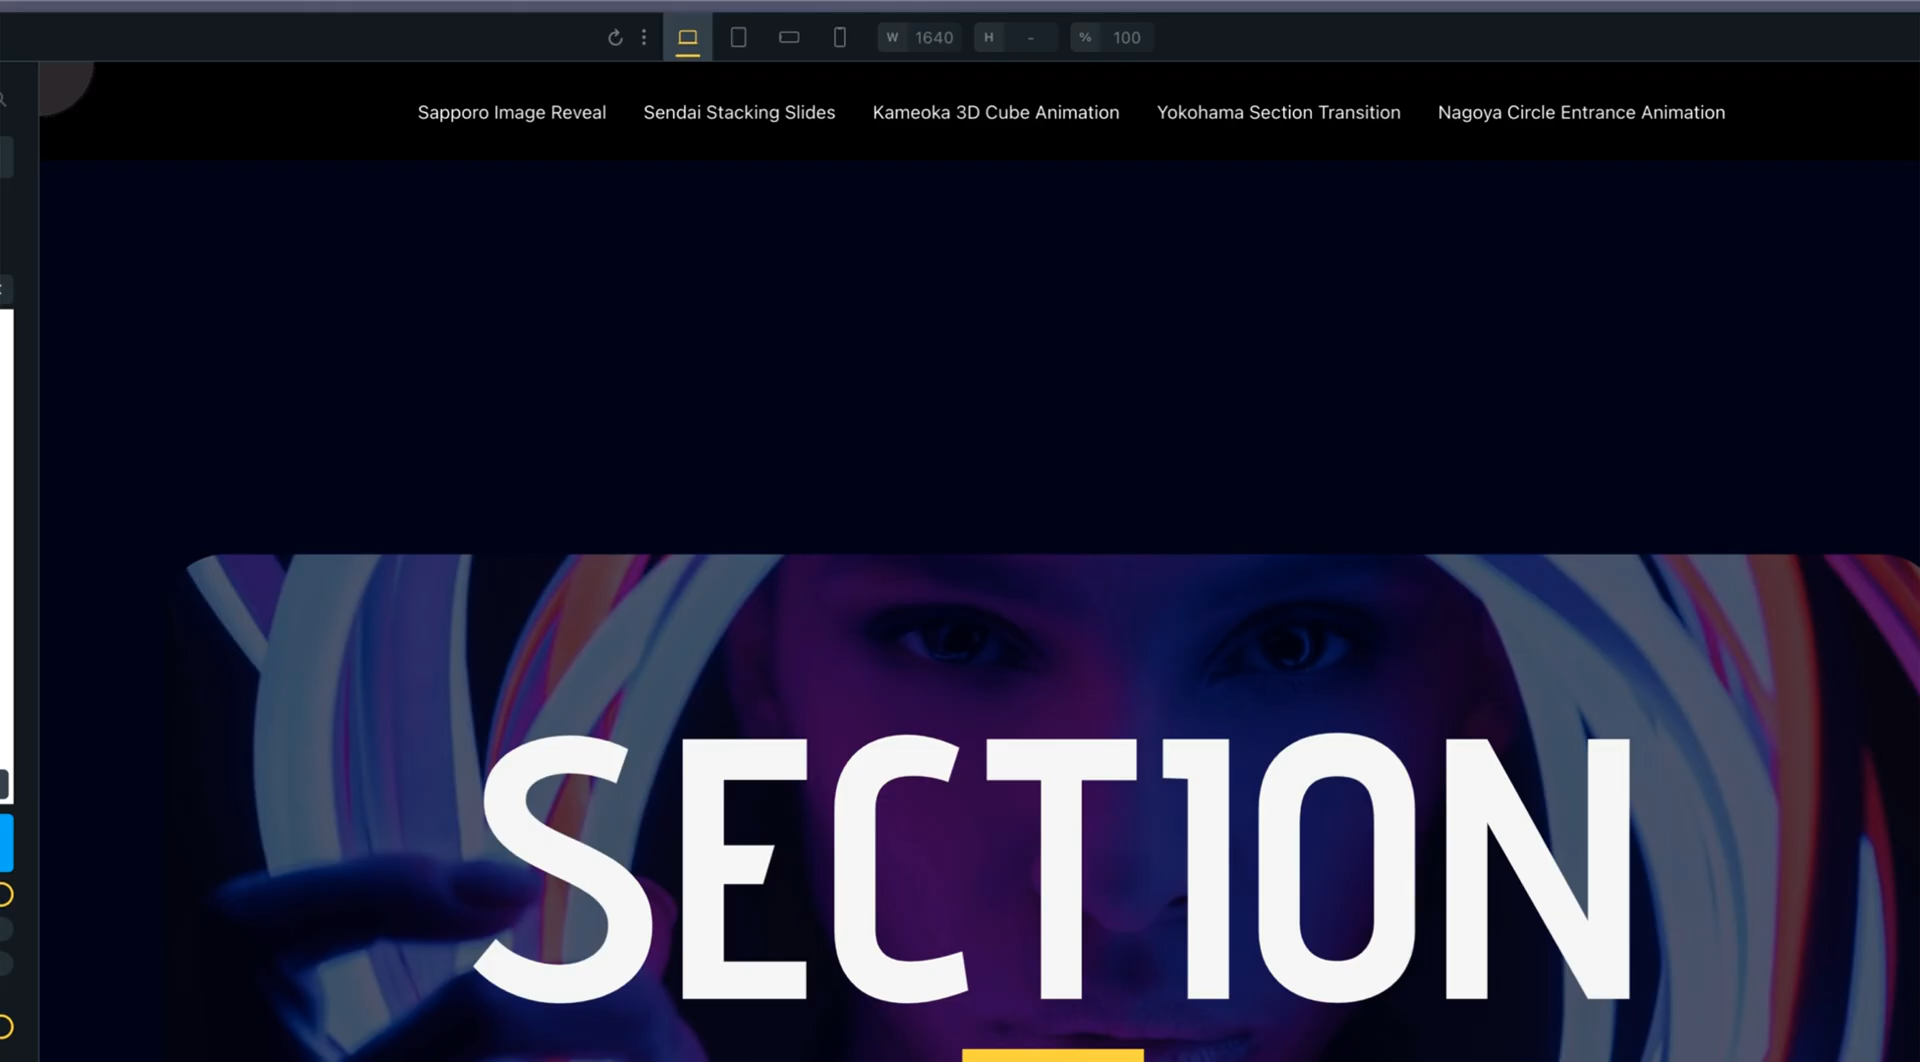 W 1640 H - % 100
Sapporo Image Reveal Sendai Stacking Slides Kameoka 3D Cube Animation Yokohama Section Transition Nagoya Circle Entrance Animation
SECT1ON